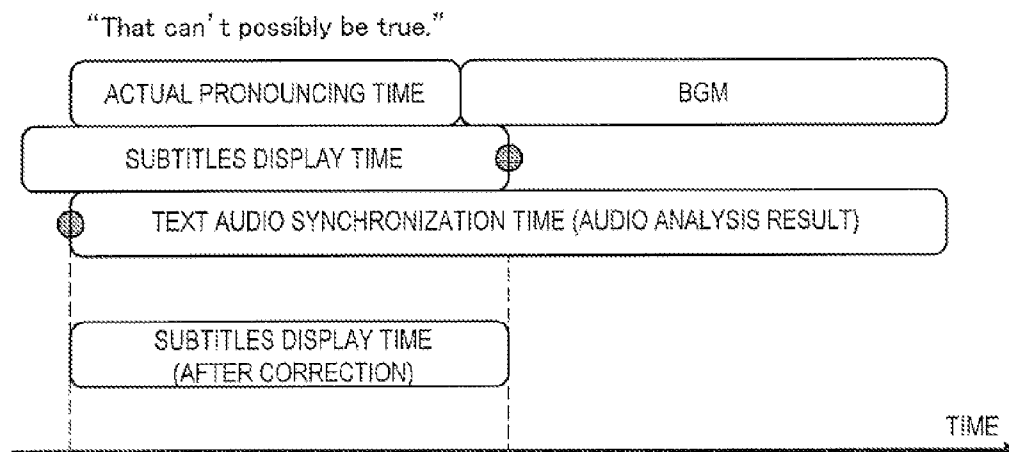 “That can’t possibly be true.”
ACTUAL PRONOUNCING TIME
BGM
SUBTITLES DISPLAY TIME
TEXT AUDIO SYNCHRONIZATION TIME (AUDIO ANALYSIS RESULT)
SUBTITLES DISPLAY TIME
(AFTER CORRECTION)
TIME